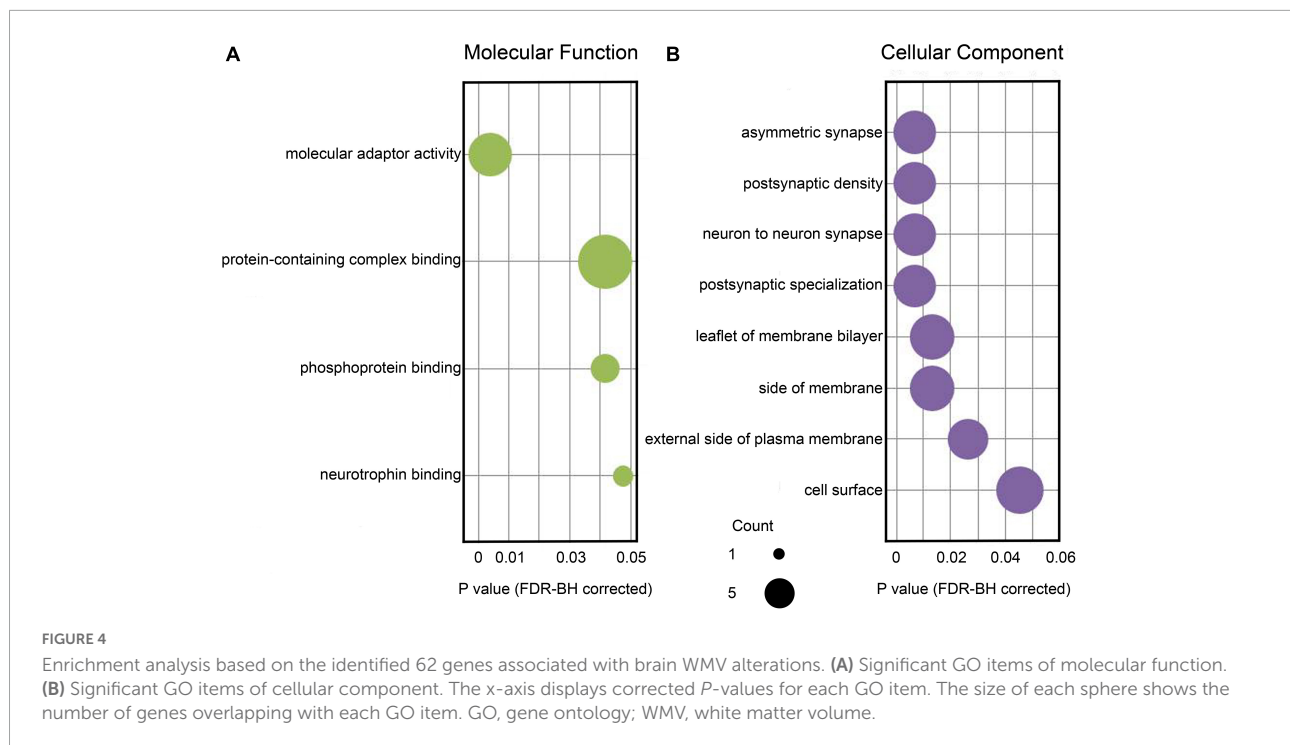 A
Molecular Function
molecular adaptor activity
protein-containing complex binding
phosphoprotein binding
neurotrophin binding
0 0.01 0.03 0.05
P value (FDR-BH corrected)
B
Cellular Component
asymmetric synapse
postsynaptic density
neuron to neuron synapse
postsynaptic specialization
leaflet of membrane bilayer
side of membrane
external side of plasma membrane
cell surface
0 0.02 0.04 0.06
P value (FDR-BH corrected)
Count
1
5
FIGURE 4
Enrichment analysis based on the identified 62 genes associated with brain WMV alterations. (A) Significant GO items of molecular function.
(B) Significant GO items of cellular component. The x-axis displays corrected P-values for each GO item. The size of each sphere shows the
number of genes overlapping with each GO item. GO, gene ontology; WMV, white matter volume.